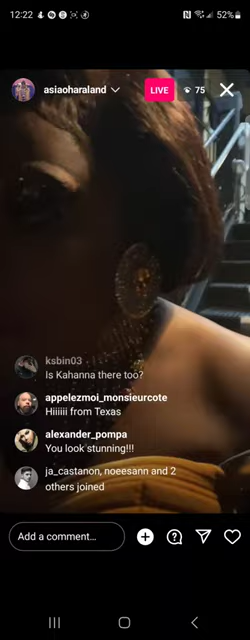 12:22 52%
asiaoharaland LIVE 75
ksbin03
Is Kahanna there too?
appelezmoi_monsieurcote
Hiiiiii from Texas
alexander_pompa
You look stunning!!!
ja_castanon, noeesann and 2
others joined
Add a comment...